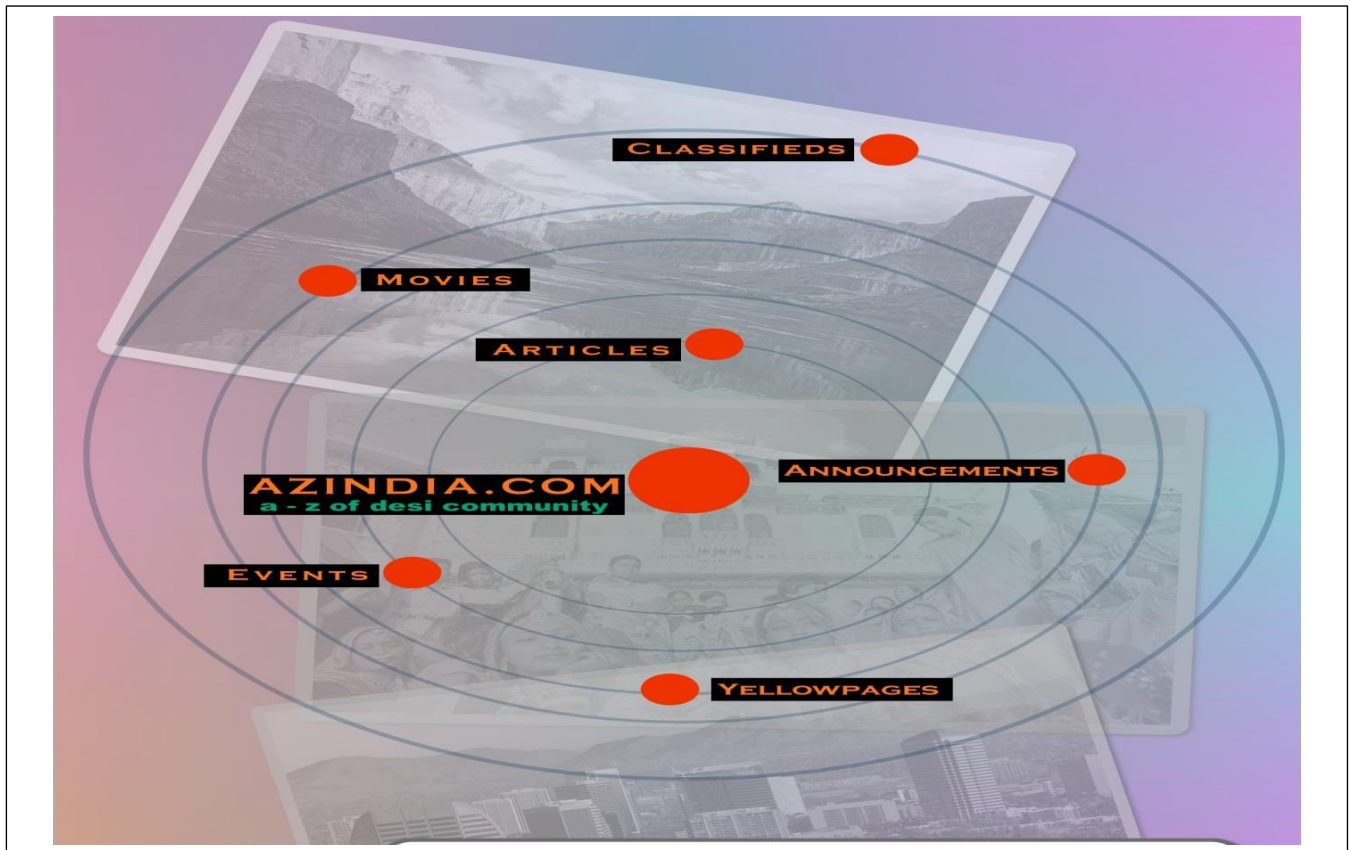 CLASSIFIEDS
MOVIES
ARTICLES
ANNOUNCEMENTS
AZINDIA.COM
a - z of desi community
EVENTS
YELLOWPAGES